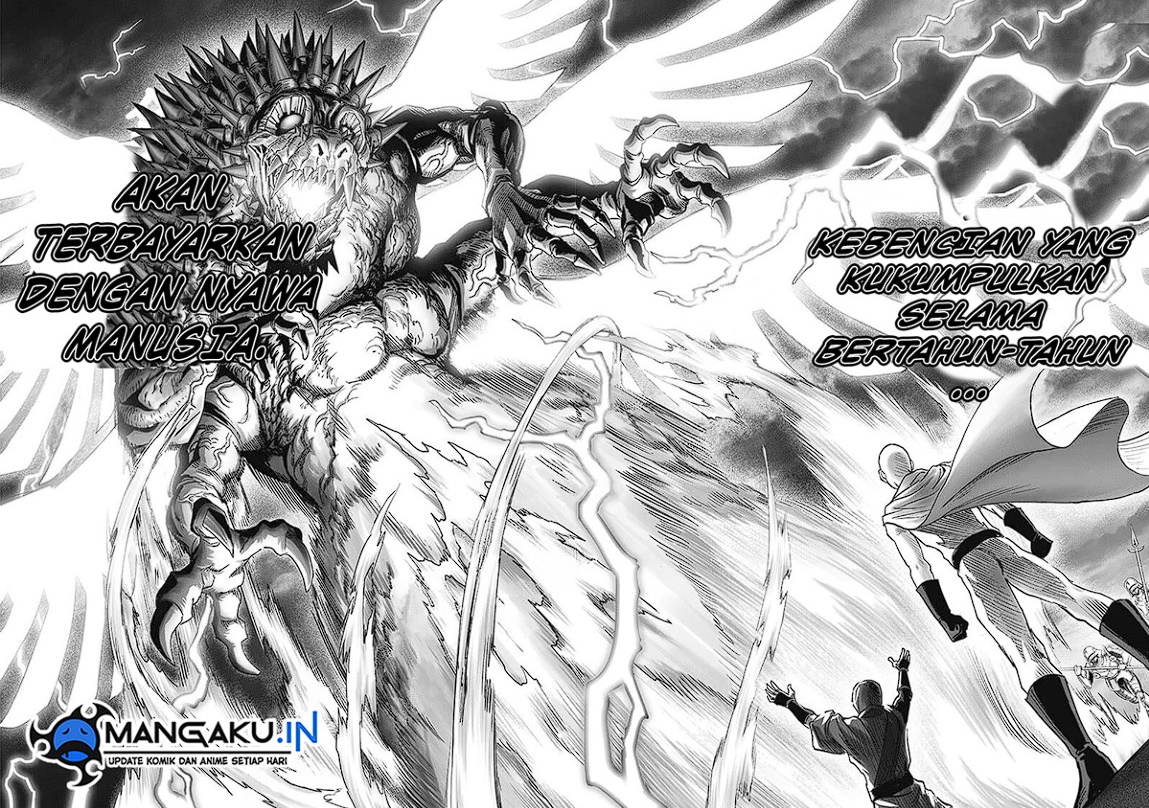 KEBENCIAN YANG
KUKUMPULKAN
SELAMA
BERTAHUN-TAHUN
...
AKAN
TERBAYARKAN
DENGAN NYAWA
MANUSIA.
MANGAKU.IN
UPDATE KOMIK DAN ANIME SETIAP HARI